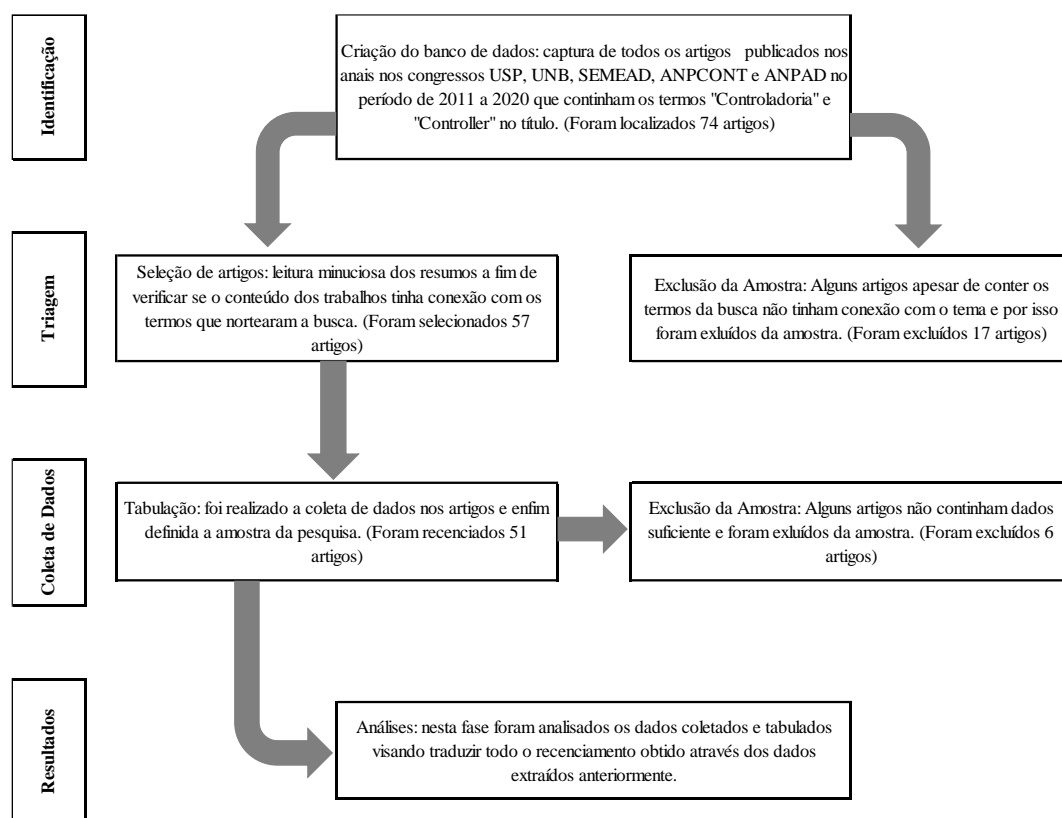 Identificação
Criação do banco de dados: captura de todos os artigos publicados nos
anais nos congressos USP, UNB, SEMEAD, ANPCONT e ANPAD no
período de 2011 a 2020 que continham os termos "Controladoria" e
"Controller" no título. (Foram localizados 74 artigos)
Triagem
Seleção de artigos: leitura minuciosa dos resumos a fim de
verificar se o conteúdo dos trabalhos tinha conexão com os
termos que nortearam a busca. (Foram selecionados 57
artigos)
Exclusão da Amostra: Alguns artigos apesar de conter os
termos da busca não tinham conexão com o tema e por isso
foram exluídos da amostra. (Foram excluídos 17 artigos)
Coleta de Dados
Tabulação: foi realizado a coleta de dados nos artigos e enfim
definida a amostra da pesquisa. (Foram recenciados 51
artigos)
Exclusão da Amostra: Alguns artigos não continham dados
suficiente e foram exluídos da amostra. (Foram excluídos 6
artigos)
Resultados
Análises: nesta fase foram analisados os dados coletados e tabulados
visando traduzir todo o recenciamento obtido através dos dados
extraídos anteriormente.